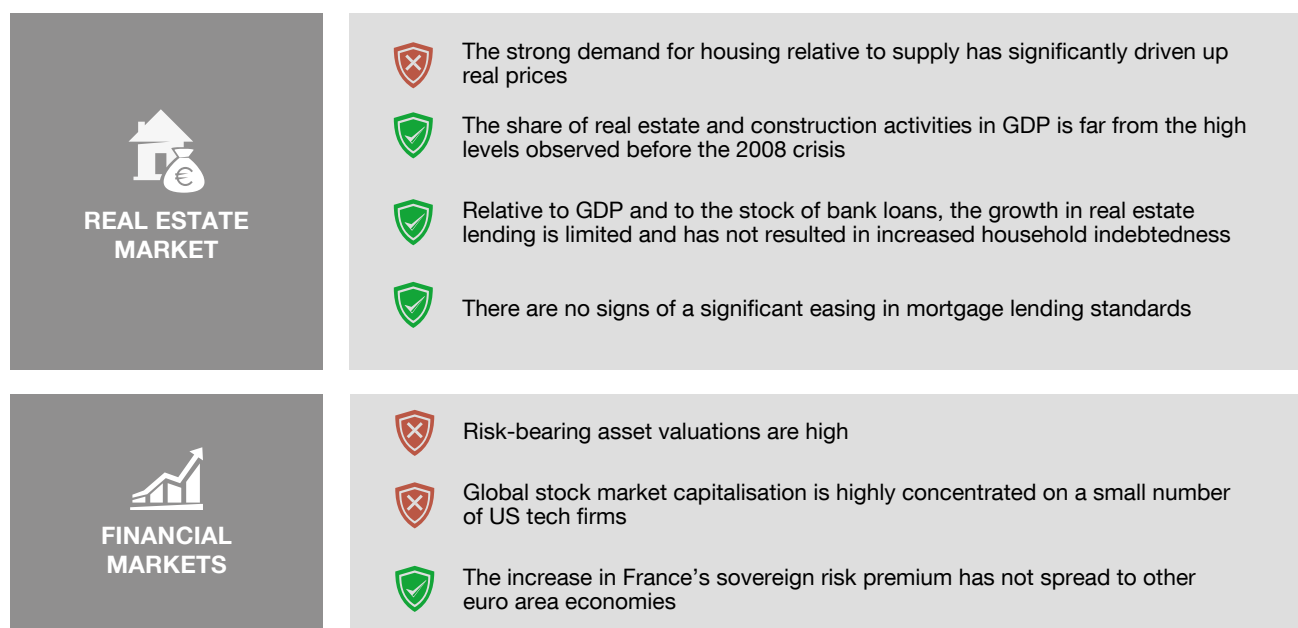 REAL ESTATE
MARKET
The strong demand for housing relative to supply has significantly driven up
real prices
The share of real estate and construction activities in GDP is far from the high
levels observed before the 2008 crisis
Relative to GDP and to the stock of bank loans, the growth in real estate
lending is limited and has not resulted in increased household indebtedness
There are no signs of a significant easing in mortgage lending standards
FINANCIAL
MARKETS
Risk-bearing asset valuations are high
Global stock market capitalisation is highly concentrated on a small number
of US tech firms
The increase in France’s sovereign risk premium has not spread to other
euro area economies